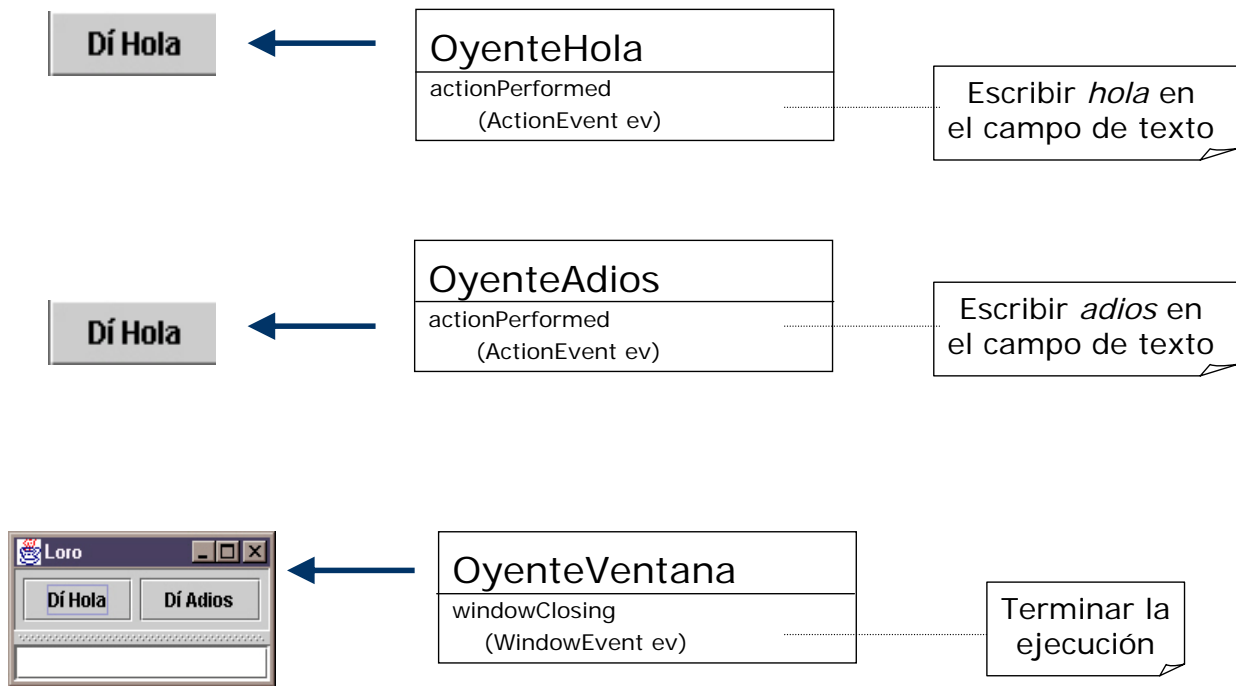 Dí Hola
OyenteHola
actionPerformed
(ActionEvent ev)
Escribir hola en
el campo de texto
OyenteAdios
Dí Hola
actionPerformed
(ActionEvent ev)
Escribir adios en
el campo de texto
Loro
Dí Hola Dí Adios
OyenteVentana
windowClosing
(WindowEvent ev)
Terminar la
ejecución